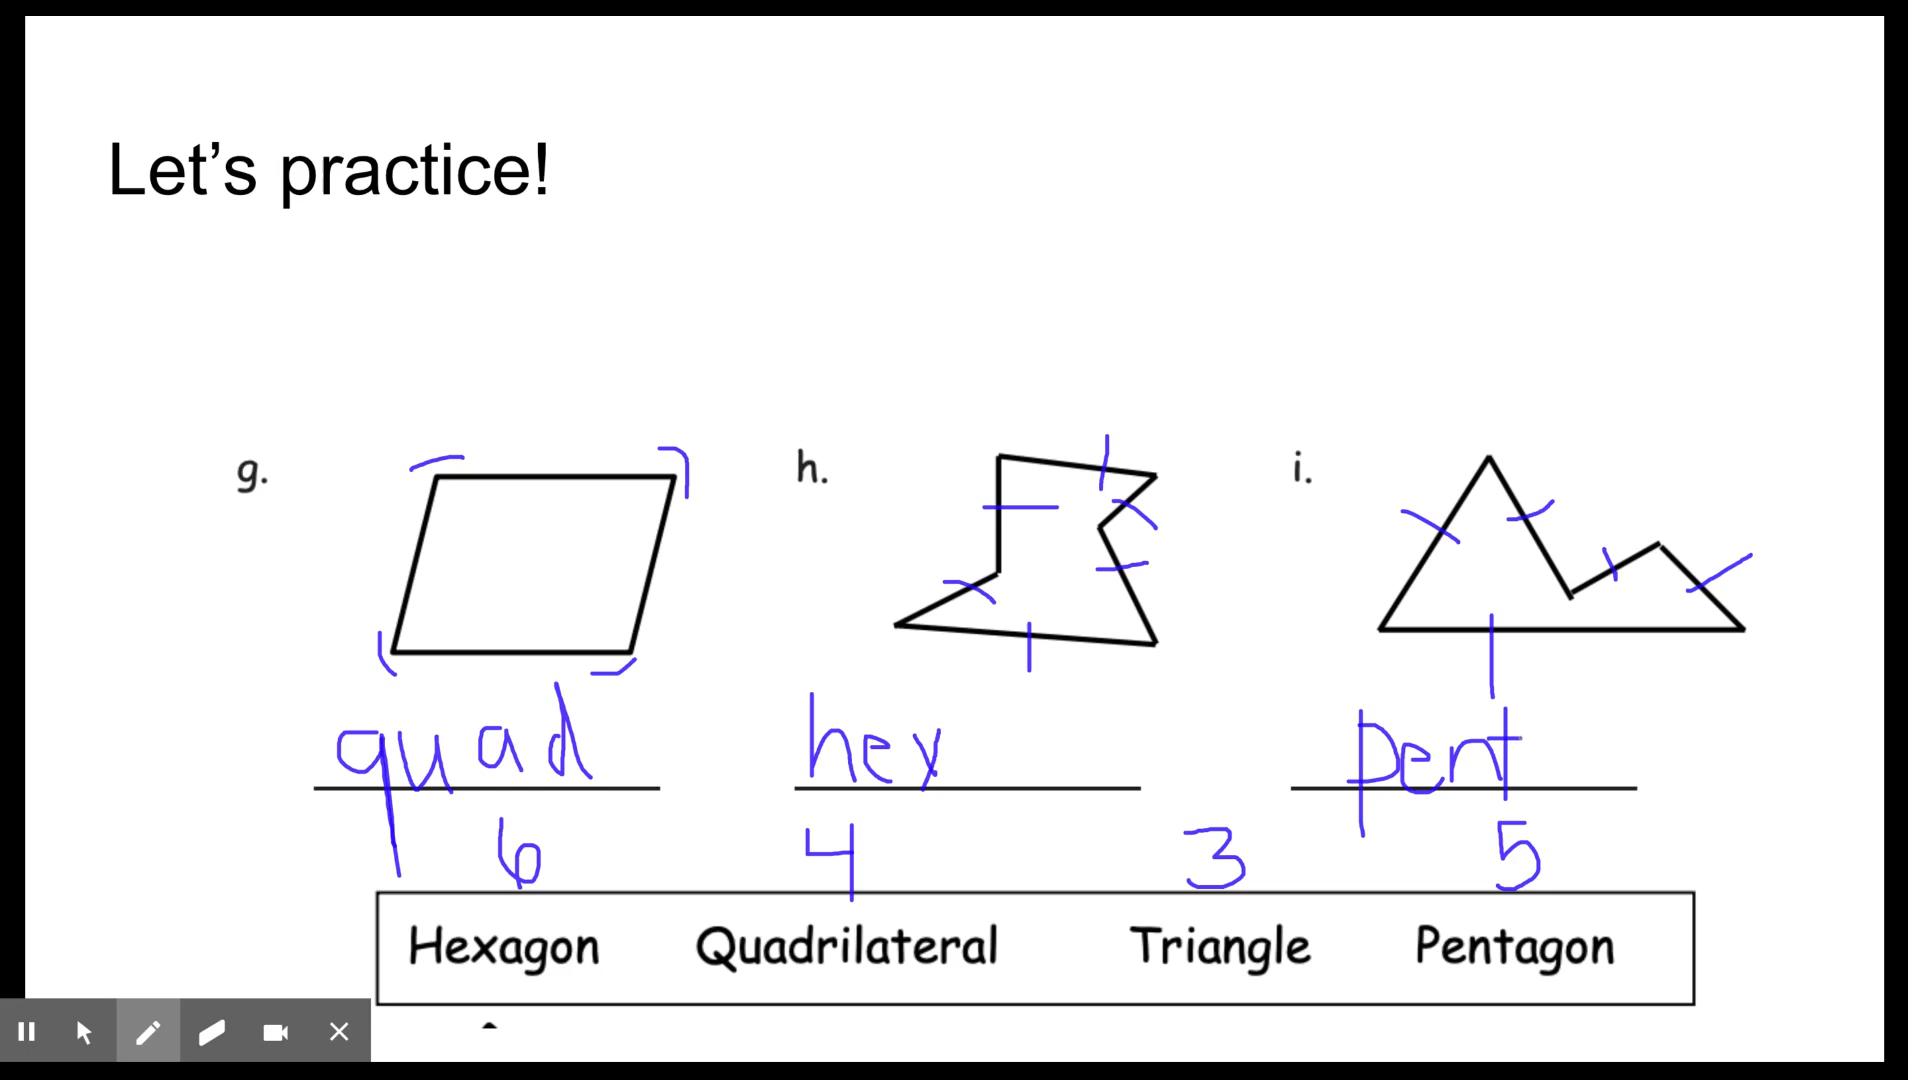 Let’s practice!
g. h. i.
quad hex pent
6 4 3 5
Hexagon Quadrilateral Triangle Pentagon